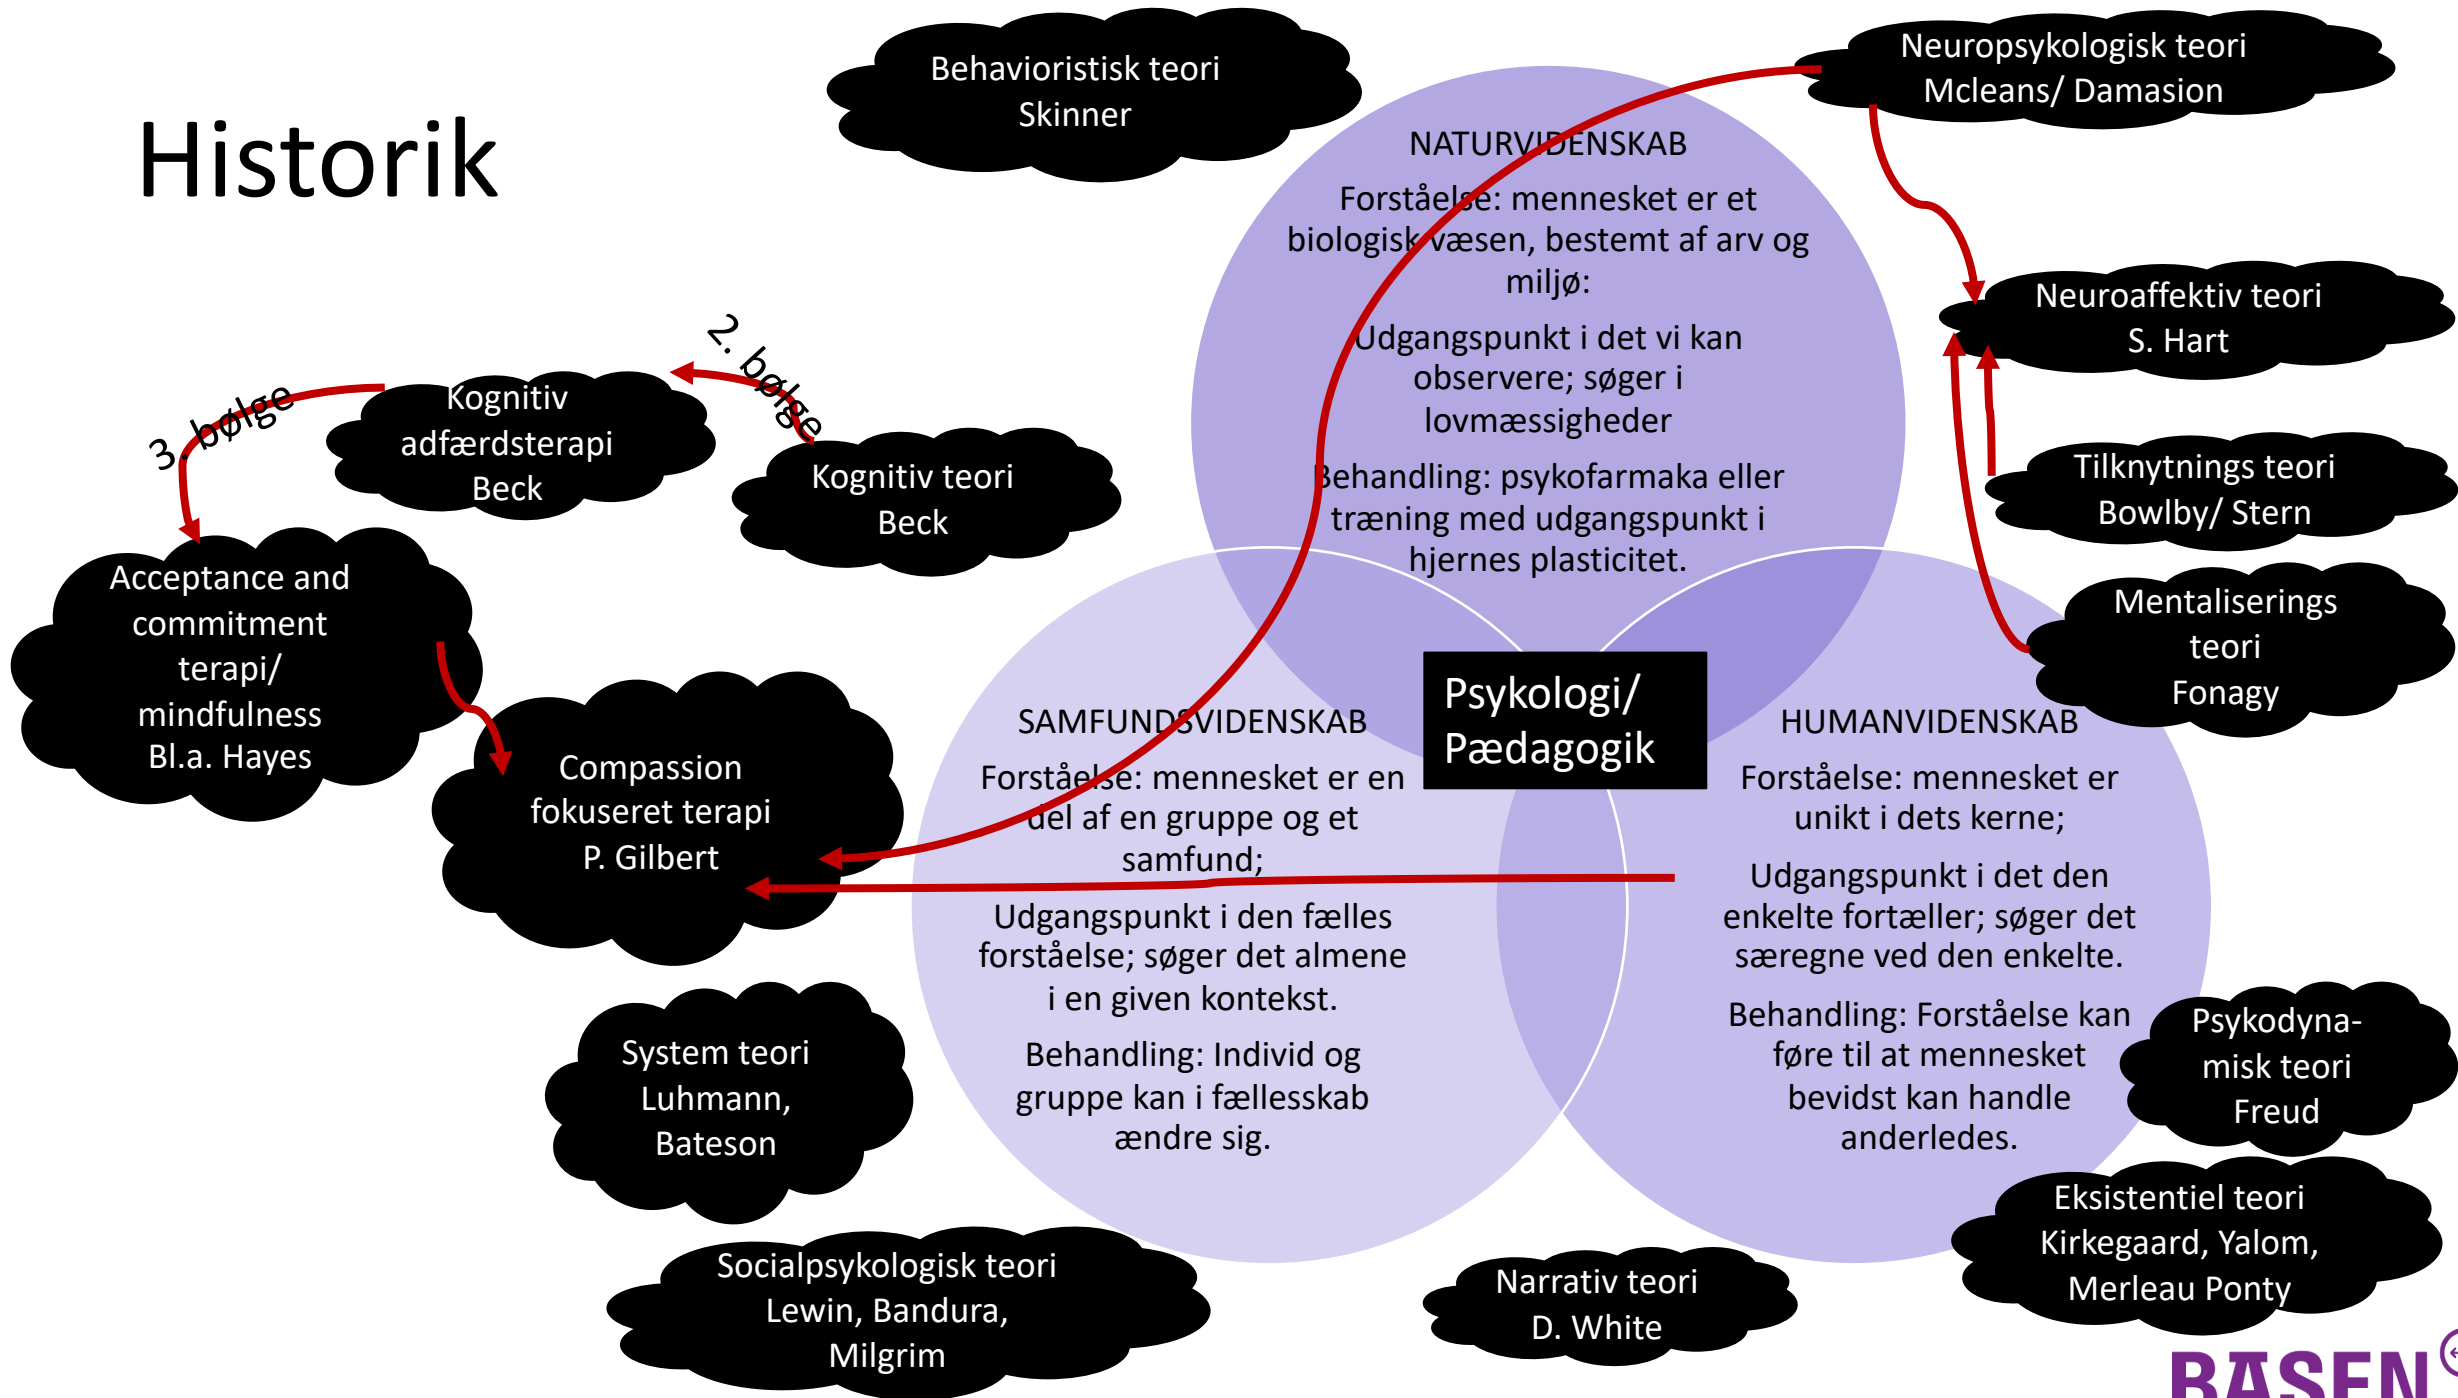 Historik
Behavioristisk teori
Skinner
Neuropsykologisk teori
Mcleans/ Damasion
NATURVIDENSKAB
Forståelse: mennesket er et
biologisk væsen, bestemt af arv og
miljø:
Udgangspunkt i det vi kan
observere; søger i
lovmæssigheder
Behandling: psykofarmaka eller
træning med udgangspunkt i
hjernes plasticitet.
Neuroaffektiv teori
S. Hart
2. bølge
3. bølge
Kognitiv
adfærdsterapi
Beck
Kognitiv teori
Beck
Tilknytnings teori
Bowlby/ Stern
Acceptance and
commitment
terapi/
mindfulness
Bl.a. Hayes
Mentaliserings
teori
Fonagy
Compassion
fokuseret terapi
P. Gilbert
Psykologi/
Pædagogik
SAMFUNDSVIDENSKAB
Forståelse: mennesket er en
del af en gruppe og et
samfund;
Udgangspunkt i den fælles
forståelse; søger det almene
i en given kontekst.
Behandling: Individ og
gruppe kan i fællesskab
ændre sig.
HUMANVIDENSKAB
Forståelse: mennesket er
unikt i dets kerne;
Udgangspunkt i det den
enkelte fortæller; søger det
særegne ved den enkelte.
Behandling: Forståelse kan
føre til at mennesket
bevidst kan handle
anderledes.
System teori
Luhmann,
Bateson
Psykodyna-
misk teori
Freud
Eksistentiel teori
Kirkegaard, Yalom,
Merleau Ponty
Socialpsykologisk teori
Lewin, Bandura,
Milgrim
Narrativ teori
D. White
BASEN